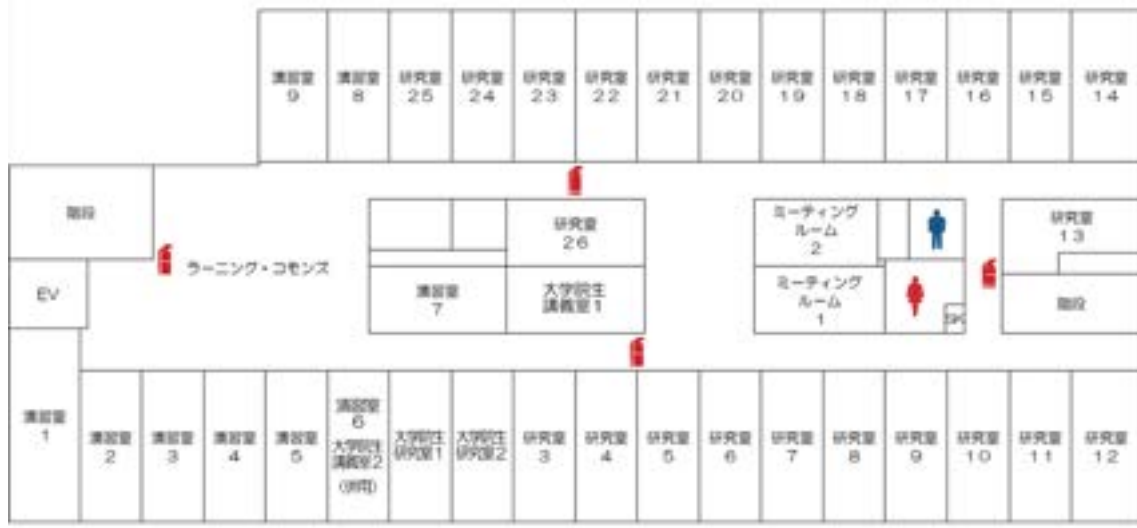 演習室
9
演習室
8
研究室
25
研究室
24
研究室
23
研究室
22
研究室
21
研究室
20
研究室
19
研究室
18
研究室
17
研究室
16
研究室
15
研究室
14
階段
ラーニング・コモンズ
EV
研究室
26
演習室
7
大学院生
講義室1
ミーティング
ルーム
2
ミーティング
ルーム
1
SK
研究室
13
階段
演習室
1
演習室
2
演習室
3
演習室
4
演習室
5
演習室
6
大学院生
講義室2
(併用)
大学院生
研究室1
大学院生
研究室2
研究室
3
研究室
4
研究室
5
研究室
6
研究室
7
研究室
8
研究室
9
研究室
10
研究室
11
研究室
12